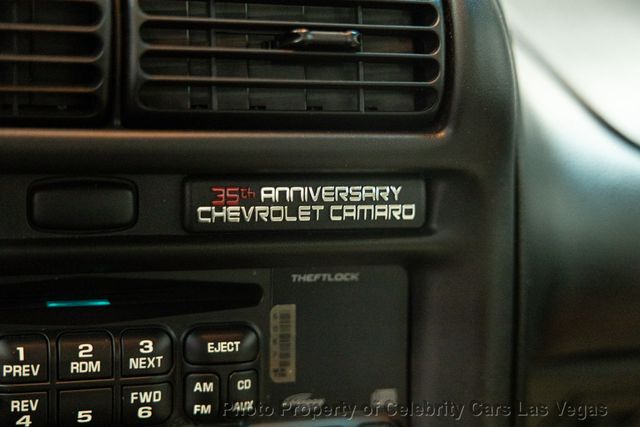 35th ANNIVERSARY
CHEVROLET CAMARO
THEFTLOCK
1 PREV
2 RDM
3 NEXT
EJECT
AM FM
CD AUX
REV 4
5
FWD 6
Photo Property of Celebrity Cars Las Vegas